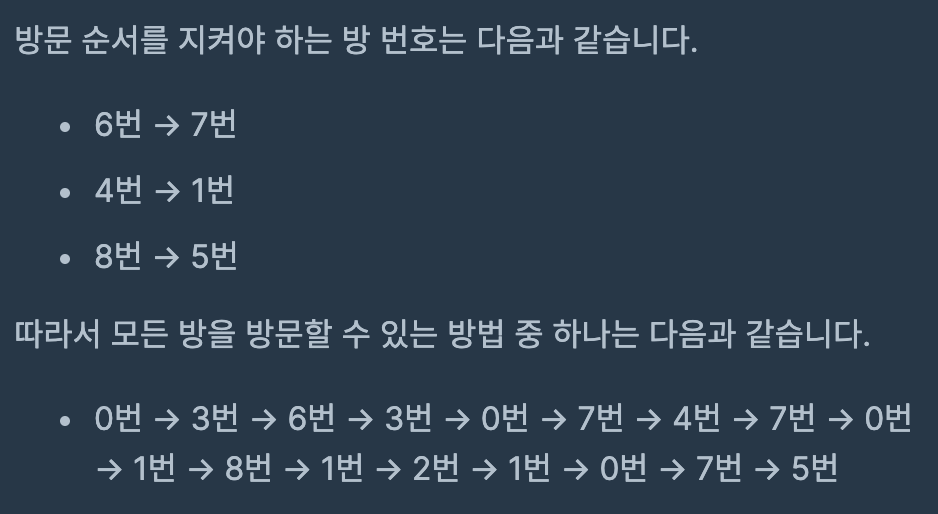 방문 순서를 지켜야 하는 방 번호는 다음과 같습니다.
• 6번 → 7번
• 4번 → 1번
• 8번 → 5번
따라서 모든 방을 방문할 수 있는 방법 중 하나는 다음과 같습니다.
• 0번 → 3번 → 6번 → 3번 → 0번 → 7번 → 4번 → 7번 → 0번
→ 1번 → 8번 → 1번 → 2번 → 1번 → 0번 → 7번 → 5번